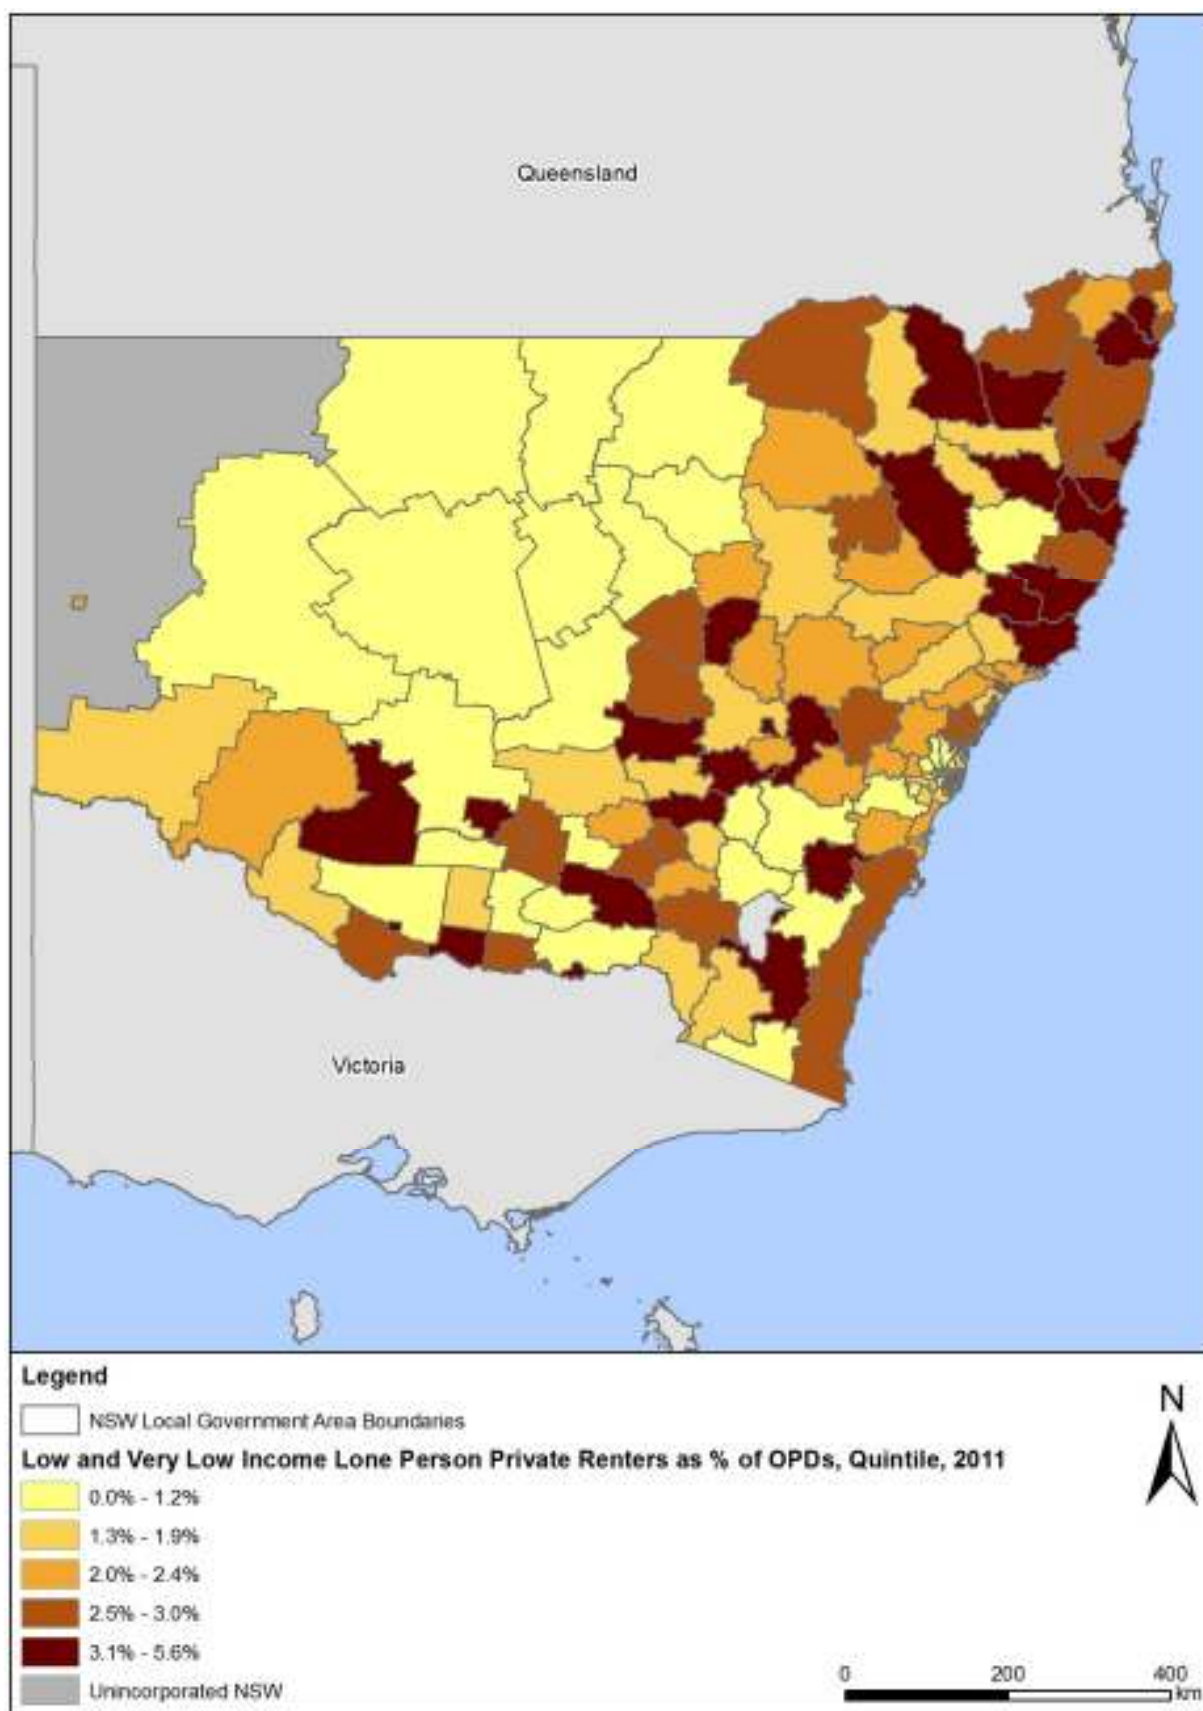 Queensland
Victoria
Legend
NSW Local Government Area Boundaries
Low and Very Low Income Lone Person Private Renters as % of OPDs, Quintile, 2011
0.0% - 1.2%
1.3% - 1.9%
2.0% - 2.4%
2.5% - 3.0%
3.1% - 5.6%
Unincorporated NSW
N
0 200 400
km